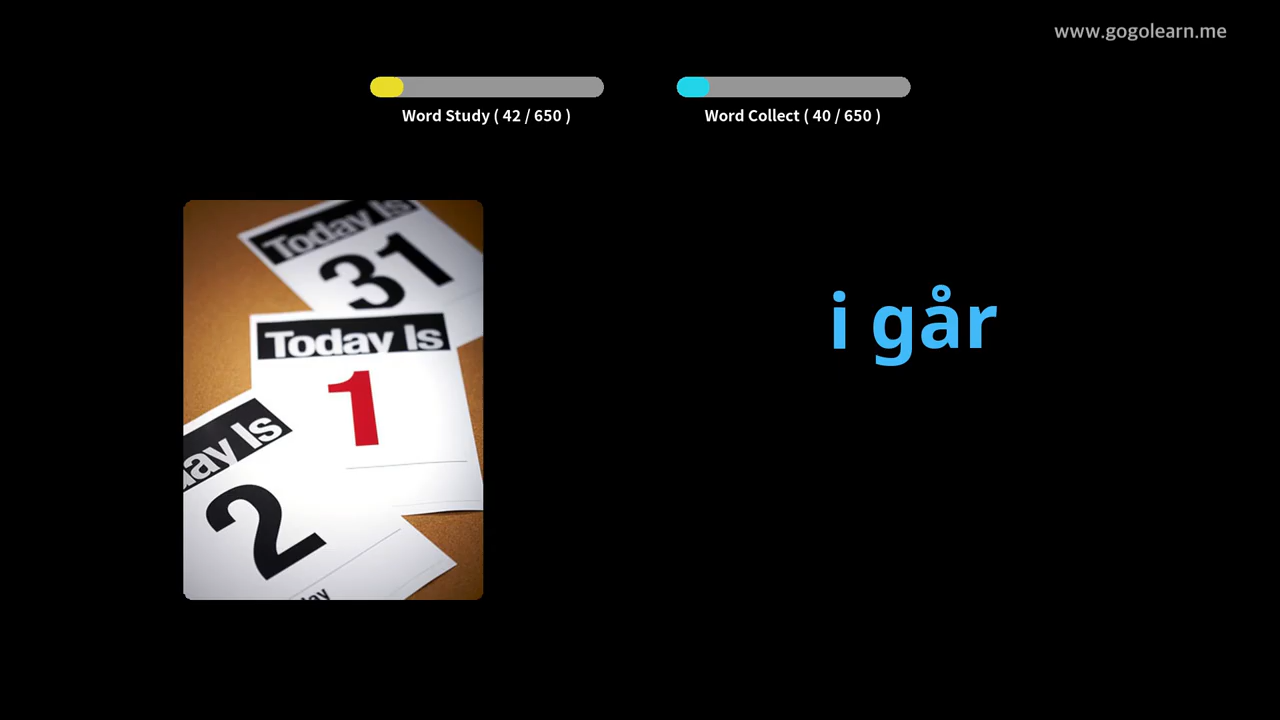 www.gogolearn.me
Word Study ( 42 / 650 )
Word Collect ( 40 / 650 )
Today Is
31
Today Is
1
ay Is
2
i går